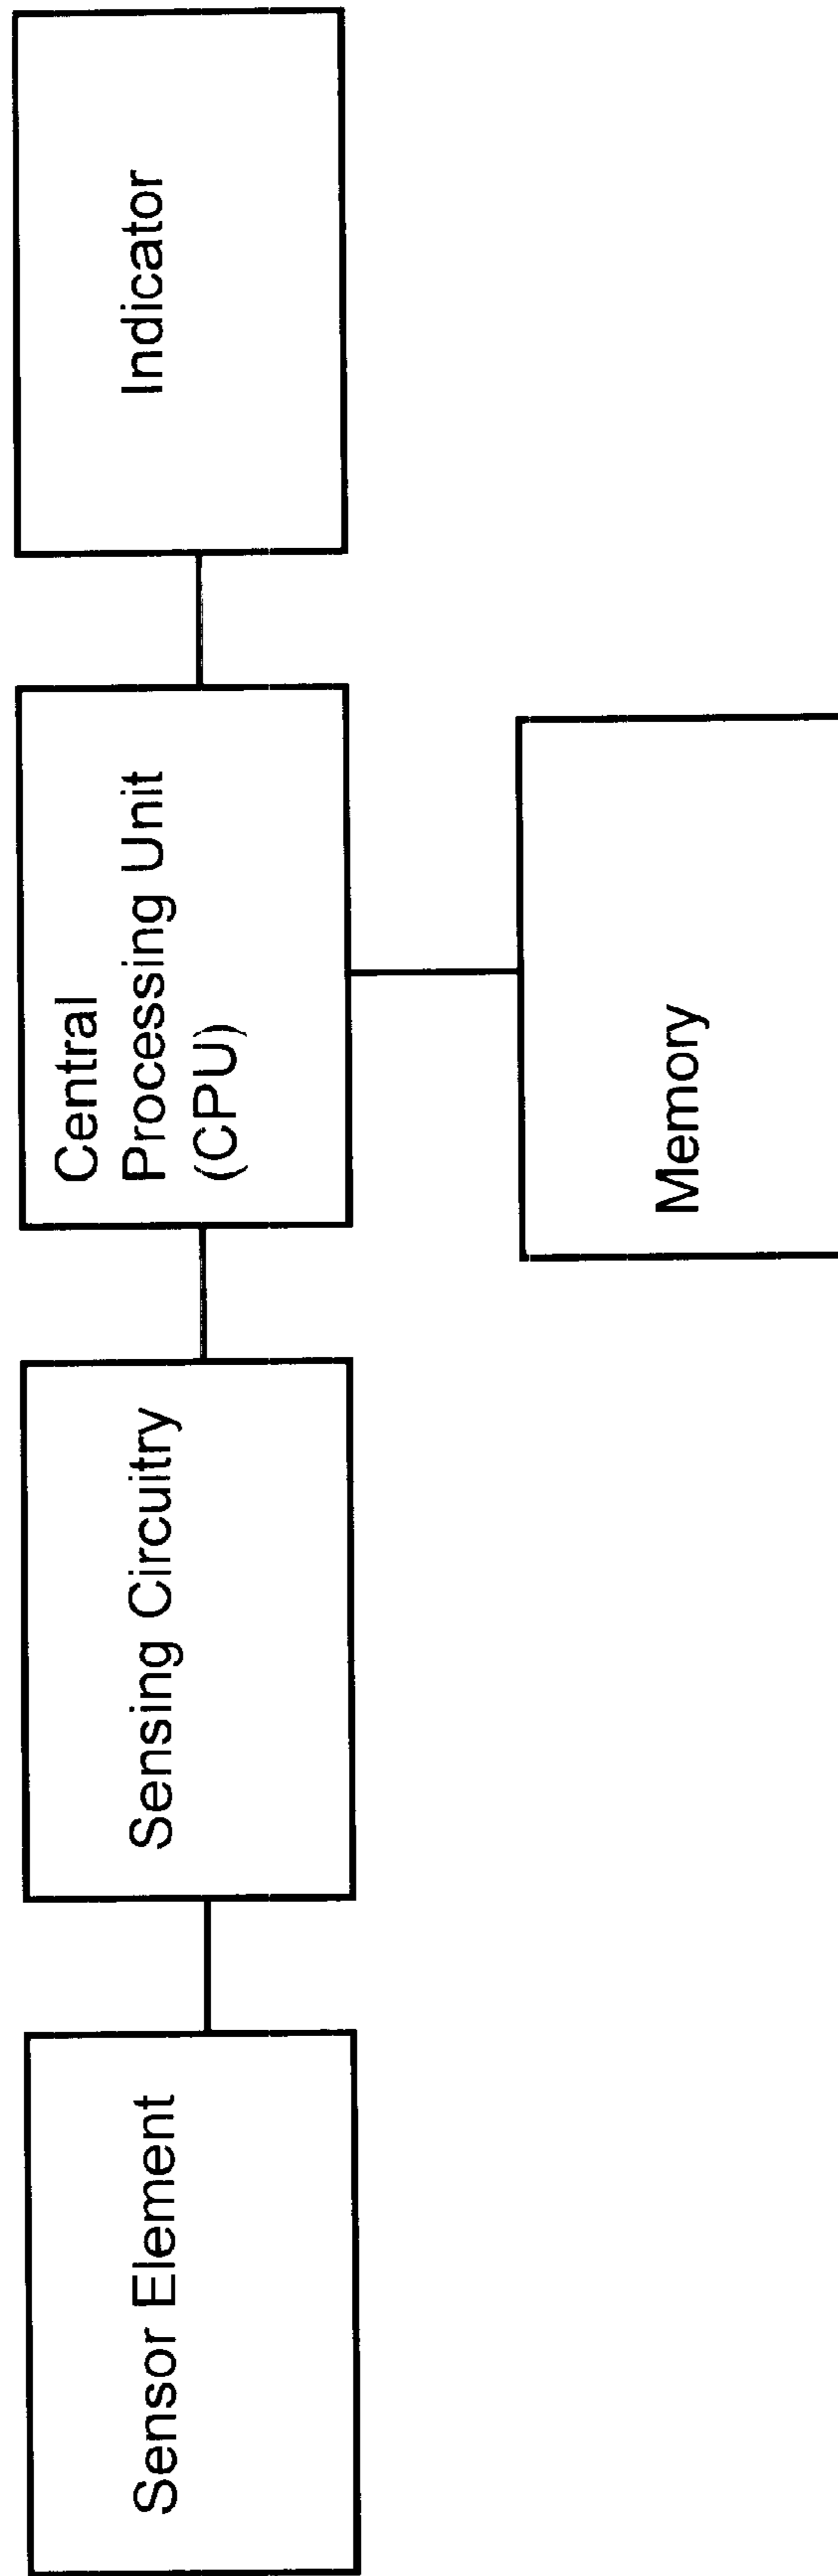 Sensor Element
Sensing Circuitry
Central
Processing Unit
(CPU)
Indicator
Memory